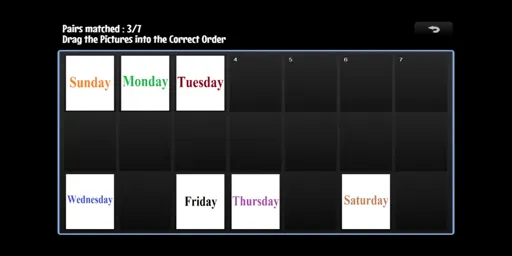 Pairs matched : 3/7
Drag the Pictures into the Correct Order
Sunday Monday Tuesday 4 5 6 7
Wednesday Friday Thursday Saturday